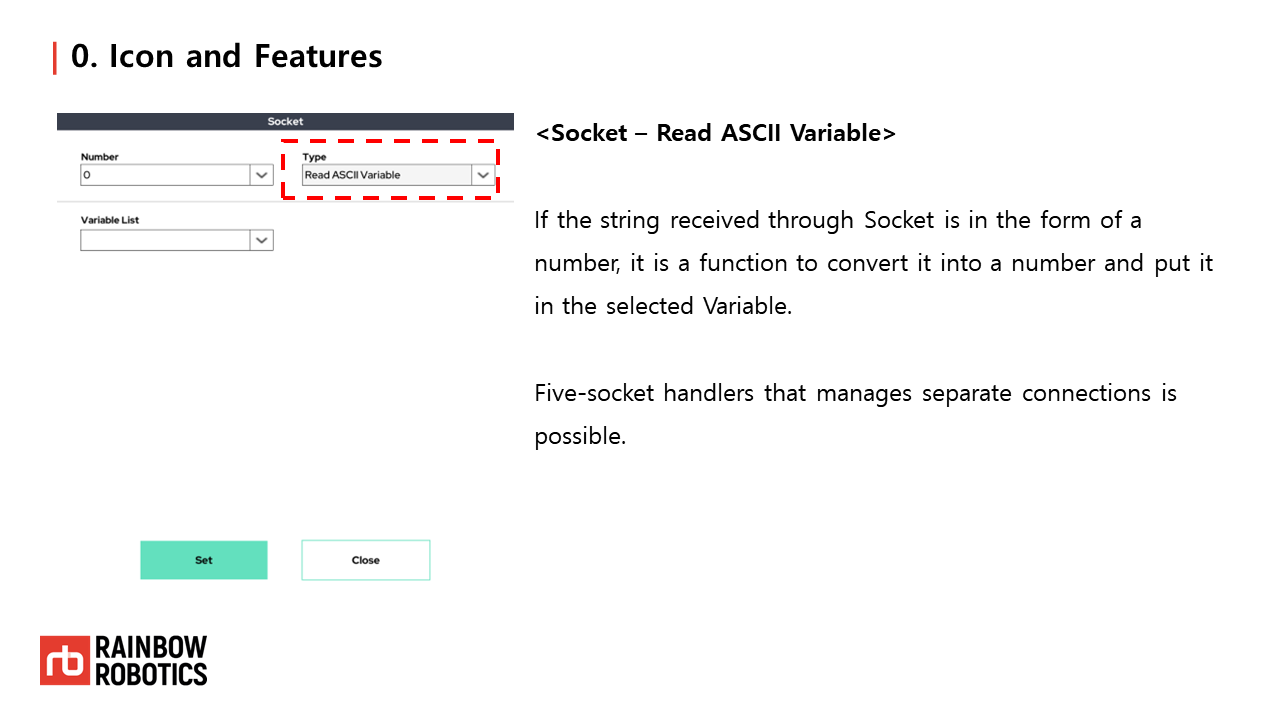 0. Icon and Features
Socket
Number
Type
0
Read ASCII Variable
Variable List
Set
Close
<Socket – Read ASCII Variable>
If the string received through Socket is in the form of a
number, it is a function to convert it into a number and put it
in the selected Variable.
Five-socket handlers that manages separate connections is
possible.
rb
RAINBOW
ROBOTICS